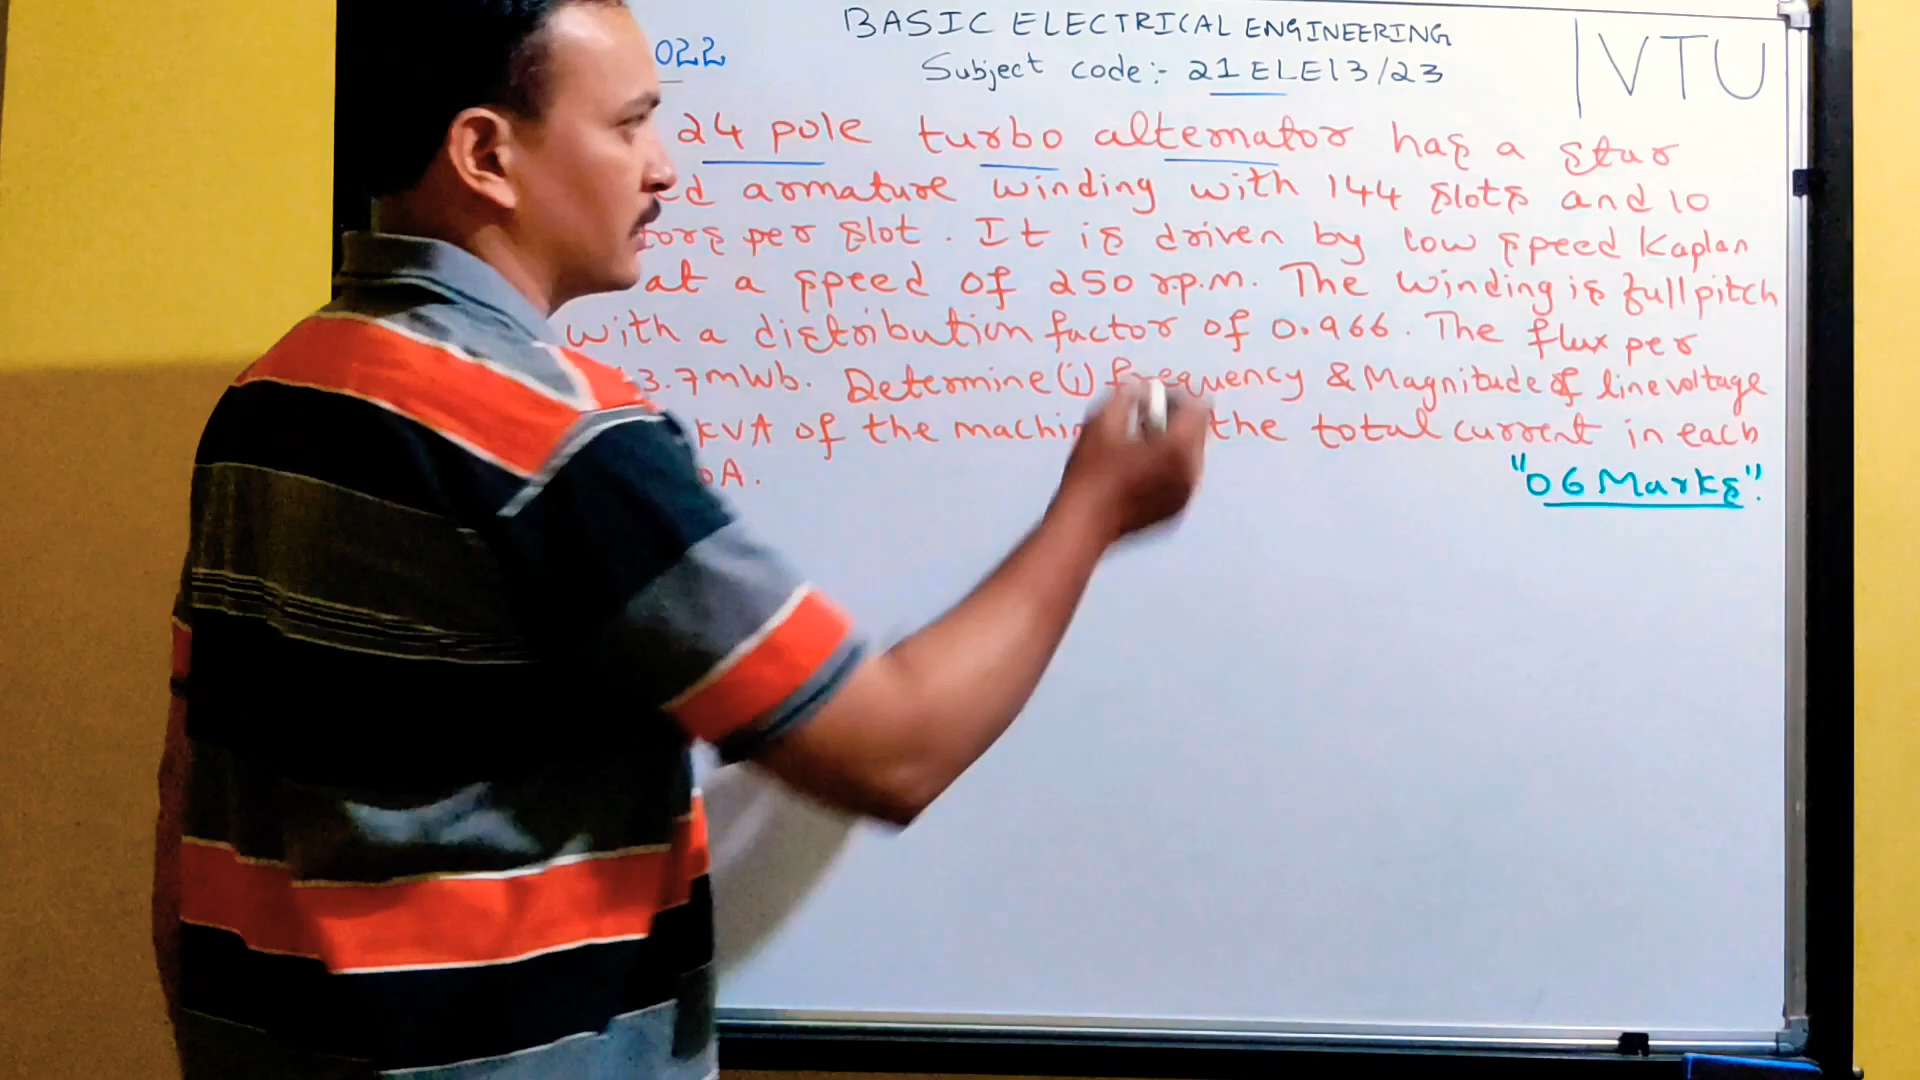 BASIC ELECTRICAL ENGINEERING
022
Subject code:- 21ELE13/23
VTU
24 pole turbo alternator has a star
ed armature winding with 144 slots and 10
tors per slot. It is driven by low speed Kaplan
at a speed of 250 r.p.m. The winding is full pitch
with a distribution factor of 0.966. The flux per
3.7mWb. Determine (i) frequency & Magnitude of line voltage
KVA of the machin the total current in each
0A.
"06 Marks".